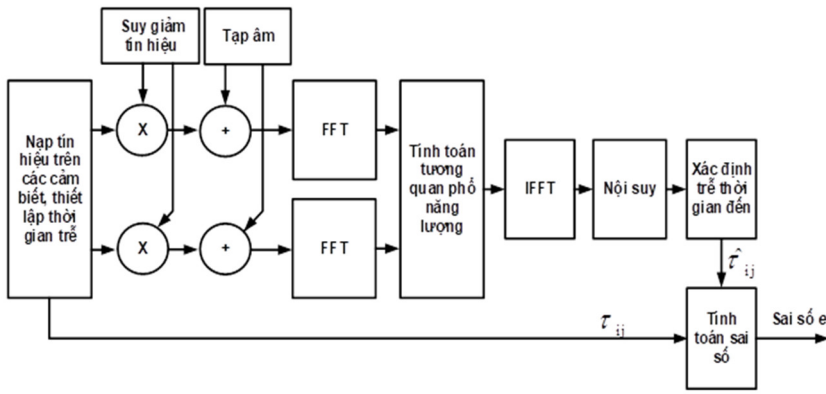 Suy giảm
tín hiệu
Tạp âm
Nạp tín
hiệu trên
các cảm
biết, thiết
lập thời
gian trễ
X
+
FFT
X
+
FFT
Tính toán
tương
quan phổ
năng
lượng
IFFT
Nội suy
Xác định
trễ thời
gian đến
τ̂ ij
τ ij
Tính
toán sai
số
Sai số e